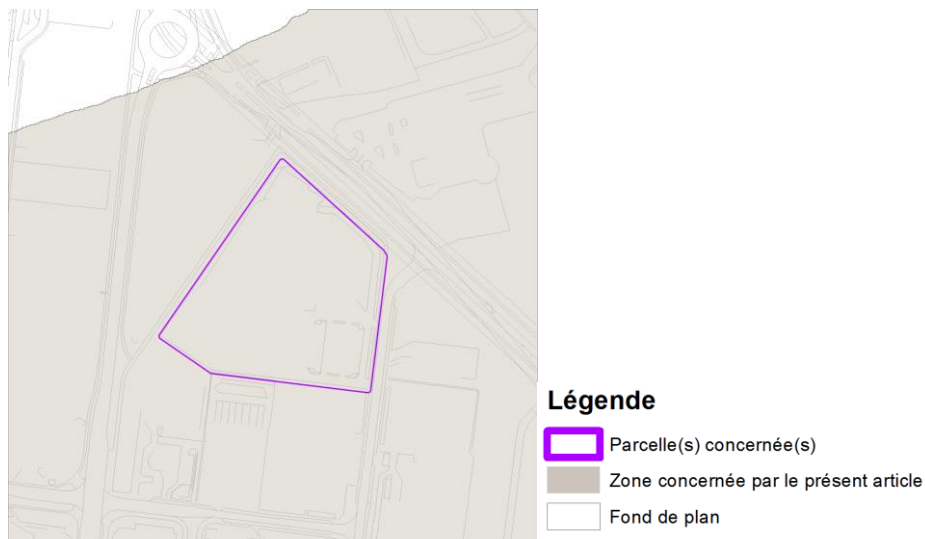 Légende
Parcelle(s) concernée(s)
Zone concernée par le présent article
Fond de plan